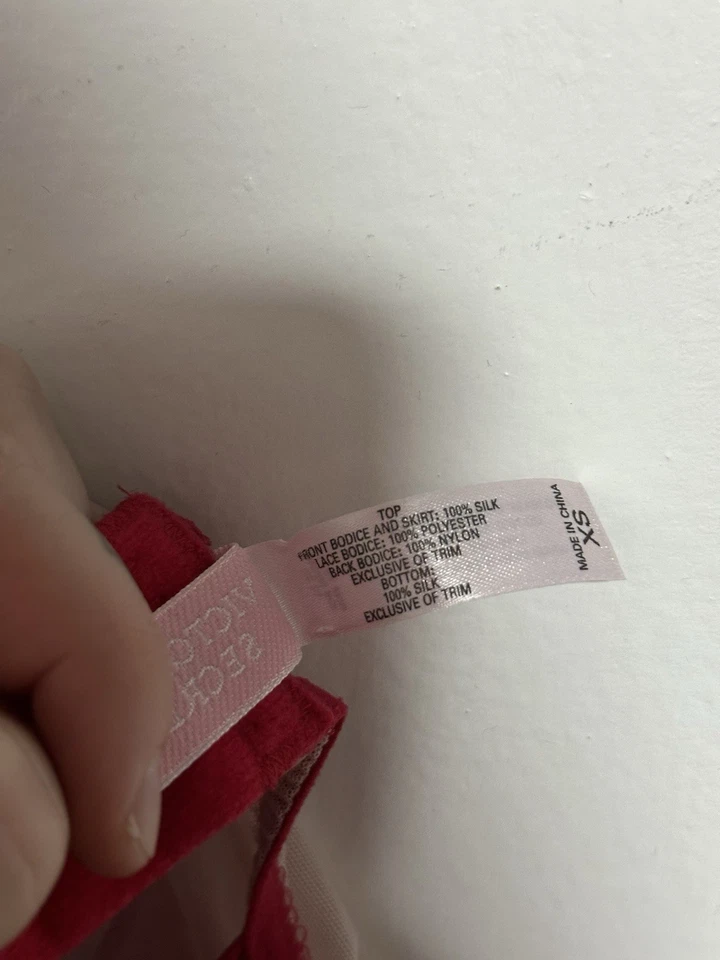 TOP
FRONT BODICE AND SKIRT: 100% SILK
LACE BODICE: 100% POLYESTER
BACK BODICE: 100% NYLON
EXCLUSIVE OF TRIM
BOTTOM:
100% SILK
EXCLUSIVE OF TRIM
MADE IN CHINA
XS